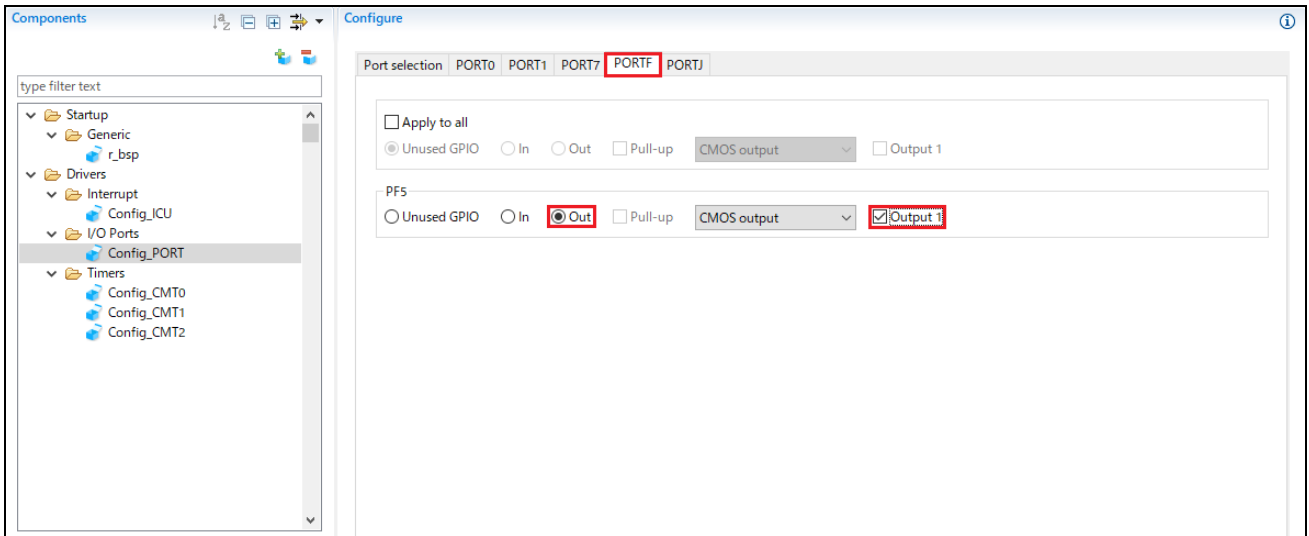 Components
Configure
type filter text
Startup
Generic
r_bsp
Drivers
Interrupt
Config_ICU
I/O Ports
Config_PORT
Timers
Config_CMT0
Config_CMT1
Config_CMT2
Port selection PORT0 PORT1 PORT7 PORTF PORTJ
Apply to all
Unused GPIO In Out Pull-up CMOS output Output 1
PF5
Unused GPIO In Out Pull-up CMOS output Output 1